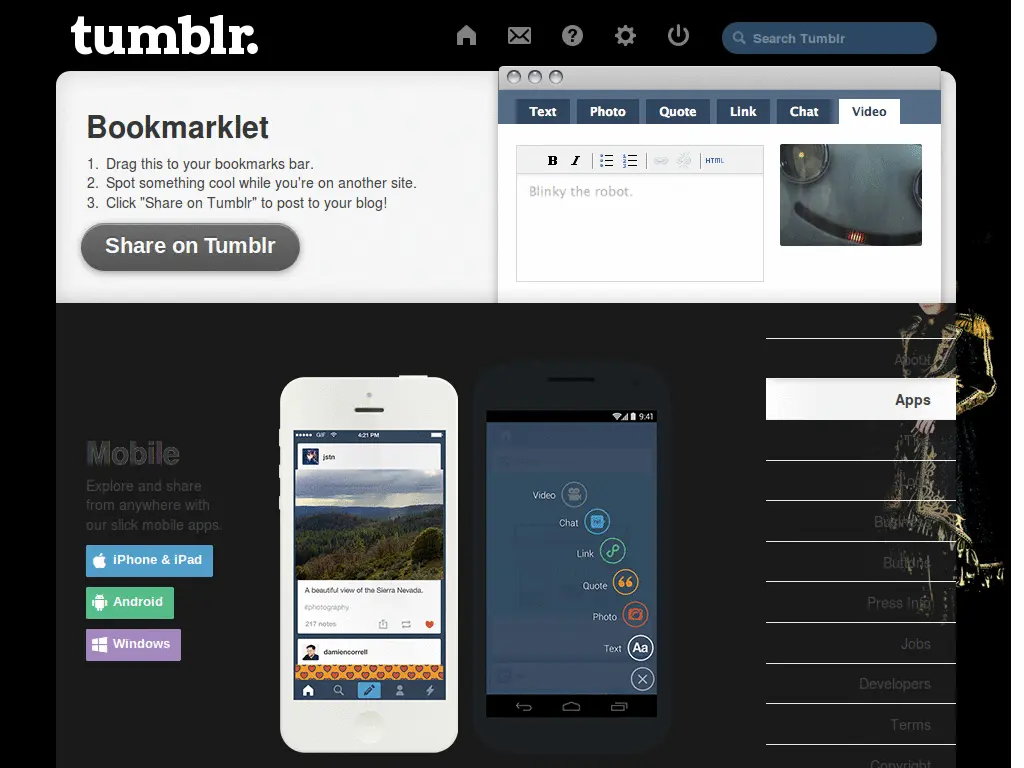 tumblr.
Search Tumblr
Bookmarklet
1. Drag this to your bookmarks bar.
2. Spot something cool while you're on another site.
3. Click "Share on Tumblr" to post to your blog!
Share on Tumblr
Text Photo Quote Link Chat Video
B I HTML
Blinky the robot.
About
Apps
Buttons
Press Info
Jobs
Developers
Terms
Copyright
Mobile
Explore and share
from anywhere with
our slick mobile apps.
iPhone & iPad
Android
Windows
GIF 4:21 PM
jstn
A beautiful view of the Sierra Nevada.
#photography
217 notes
damiencorrell
9:41
Video
Chat
Link
Quote
Photo
Text Aa